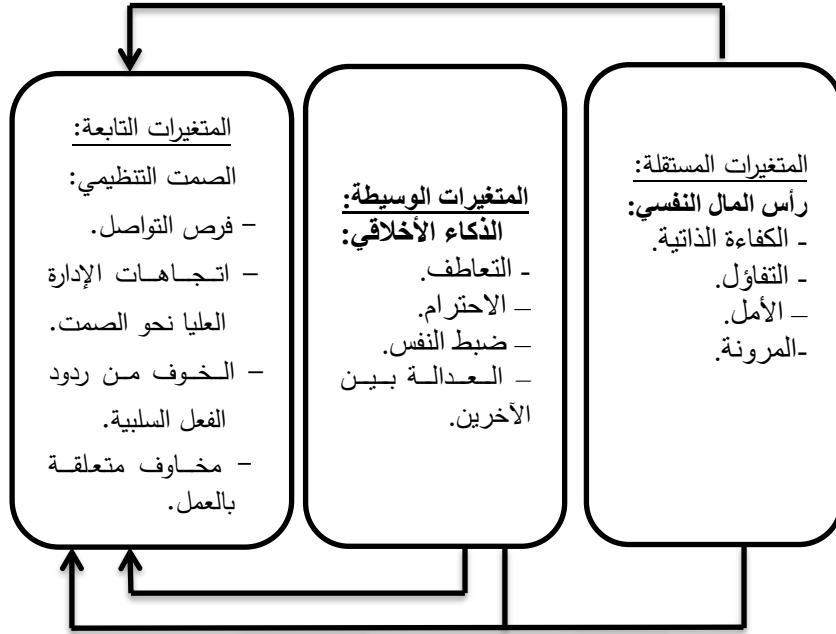 المتغيرات المستقلة:
رأس المال النفسي:
- الكفاءة الذاتية.
- التفاؤل.
– الأمل.
-المرونة.
المتغيرات الوسيطة:
الذكاء الأخلاقي:
- التعاطف.
– الاحترام.
– ضبط النفس.
– العدالة بين
الآخرين.
المتغيرات التابعة:
الصمت التنظيمي:
– فرص التواصل.
– اتجاهات الإدارة
العليا نحو الصمت.
– الخوف من ردود
الفعل السلبية.
– مخاوف متعلقة
بالعمل.